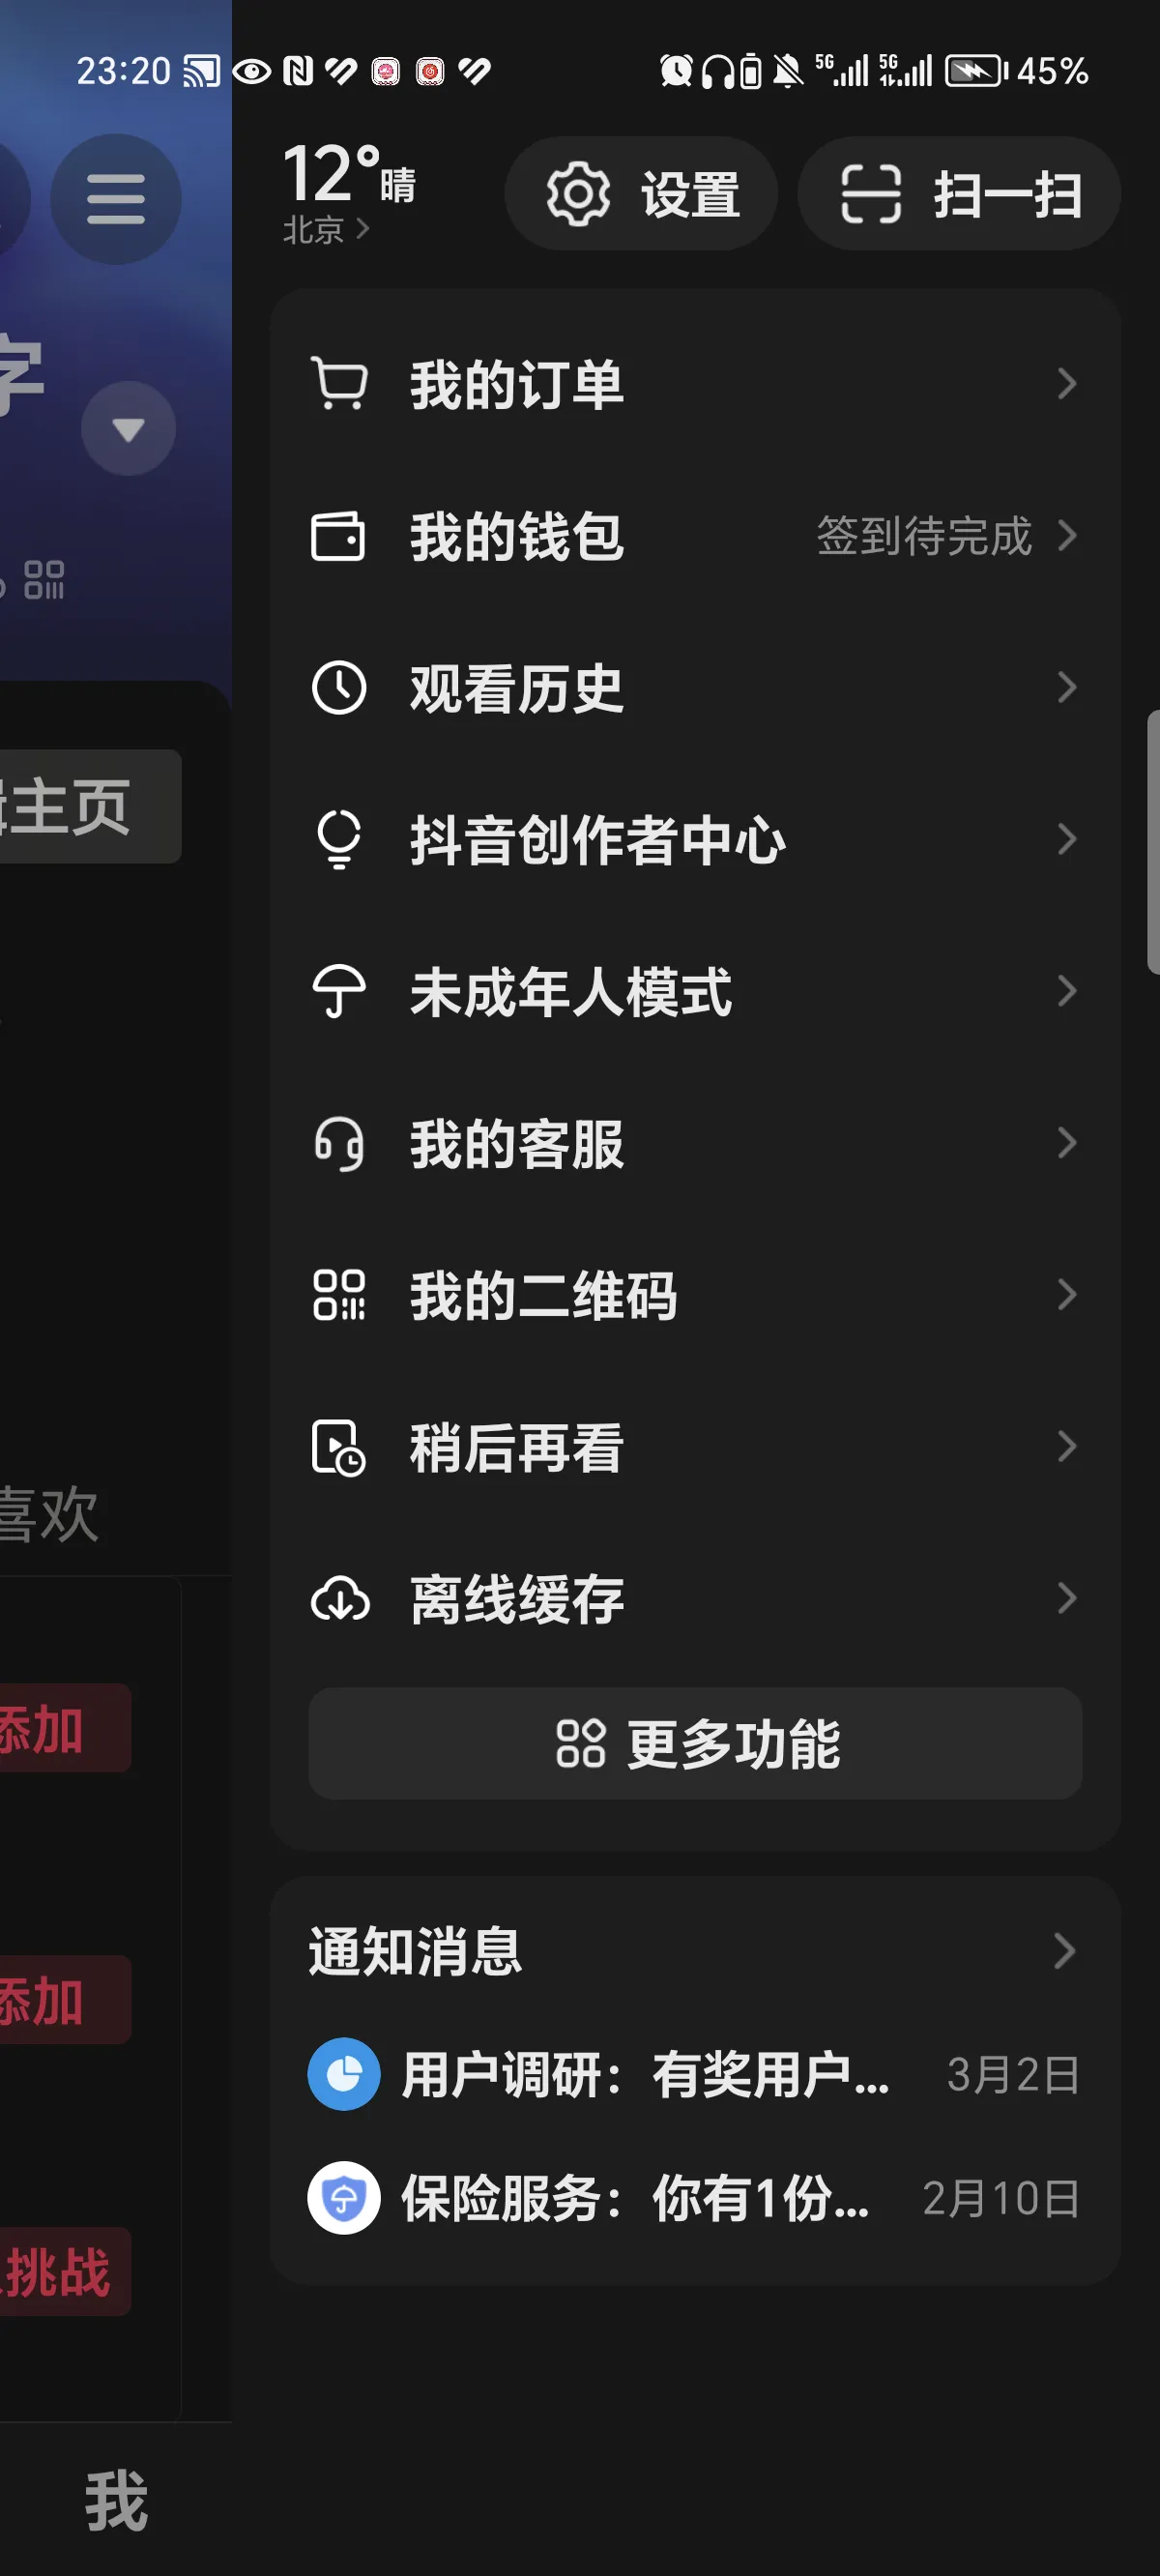 23:20
5G
5G
45%
12°晴
北京
设置
扫一扫
字
主页
喜欢
添加
添加
挑战
我
我的订单
我的钱包 签到待完成
观看历史
抖音创作者中心
未成年人模式
我的客服
我的二维码
稍后再看
离线缓存
更多功能
通知消息
用户调研：有奖用户... 3月2日
保险服务：你有1份... 2月10日